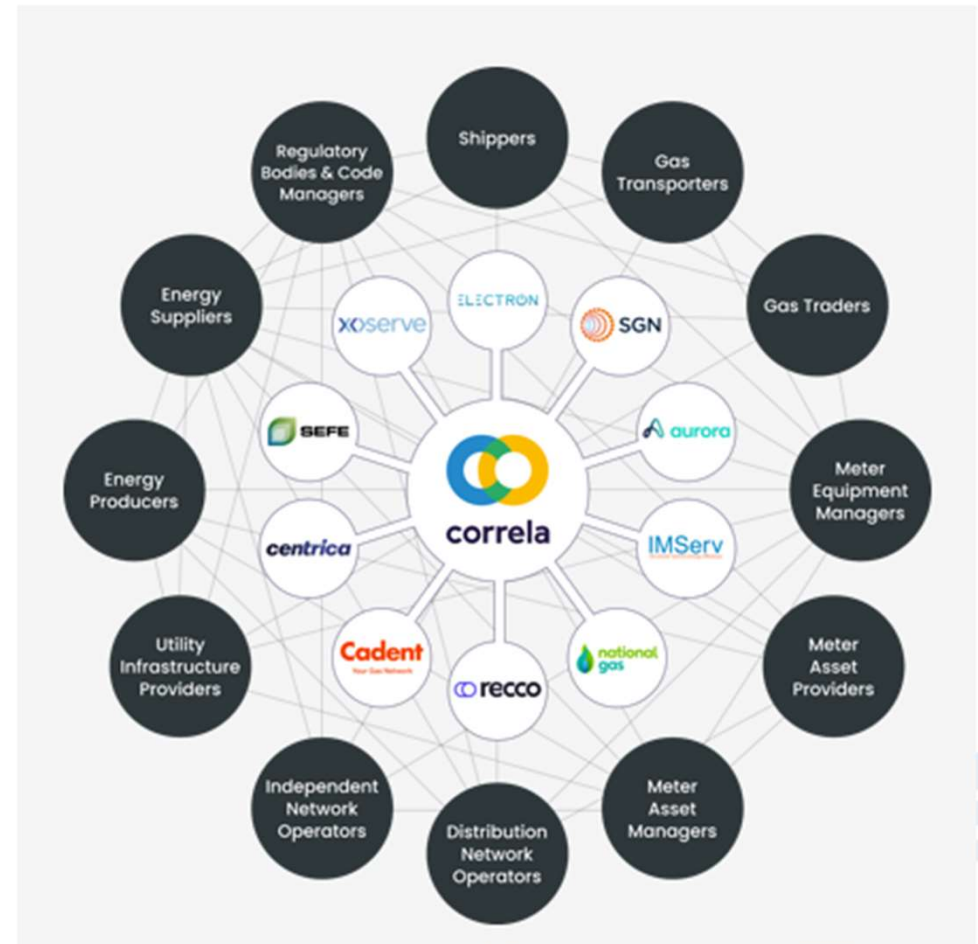 Shippers
Regulatory
Bodies & Code
Managers
Gas
Transporters
Energy
Suppliers
ELECTRON
xoserve
SGN
Gas Traders
SEFE
aurora
correla
Energy
Producers
Meter
Equipment
Managers
centrica
IMServ
Utility
Infrastructure
Providers
Cadent
Your Gas Network
recco
national
gas
Meter
Asset
Providers
Independent
Network
Operators
Distribution
Network
Operators
Meter
Asset
Managers